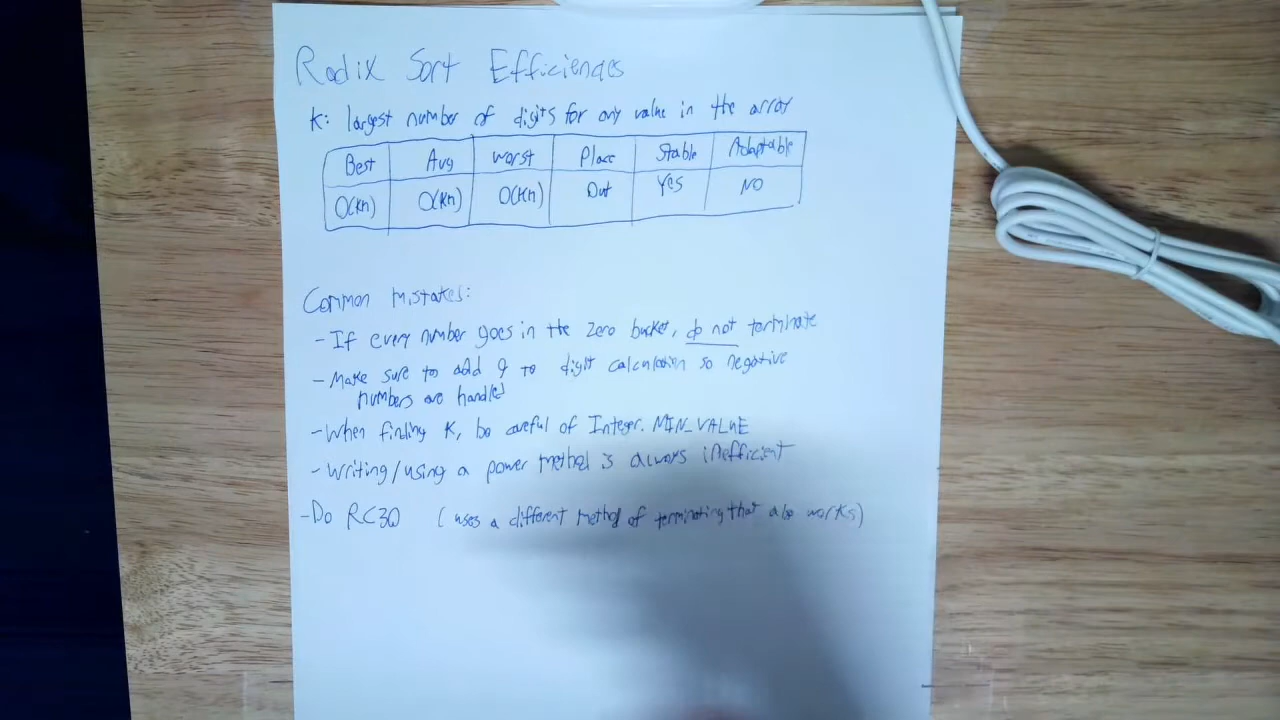 Radix Sort Efficiencies
K: largest number of digits for any value in the array
Best Avg Worst Place Stable Adaptable
O(Kn) O(Kn) O(Kn) Out Yes NO
Common Mistakes:
- If every number goes in the zero bucket, do not terminate
- Make sure to add 9 to digit calculation so negative
numbers are handled
- When finding K, be careful of Integer.MIN_VALUE
- Writing/using a power method is always inefficient
- Do RC3Q (uses a different method of terminating that also works)